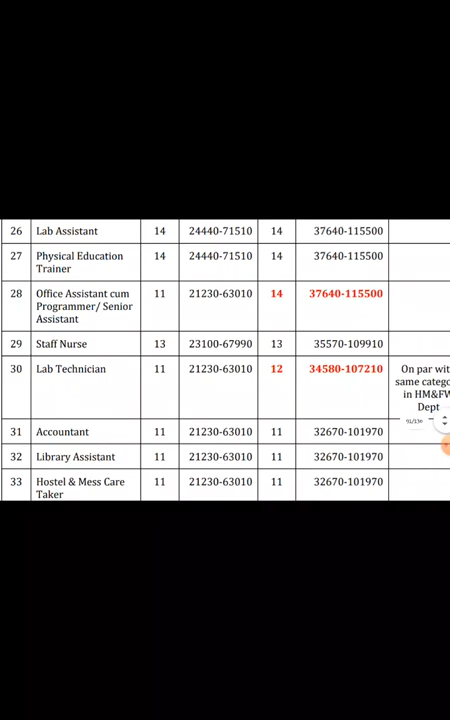 26 Lab Assistant 14 24440-71510 14 37640-115500
27 Physical Education 14 24440-71510 14 37640-115500
Trainer
28 Office Assistant cum 11 21230-63010 14 37640-115500
Programmer/ Senior
Assistant
29 Staff Nurse 13 23100-67990 13 35570-109910
30 Lab Technician 11 21230-63010 12 34580-107210 On par wit
same catego
in HM&FW
Dept
31 Accountant 11 21230-63010 11 32670-101970
32 Library Assistant 11 21230-63010 11 32670-101970
33 Hostel & Mess Care 11 21230-63010 11 32670-101970
Taker